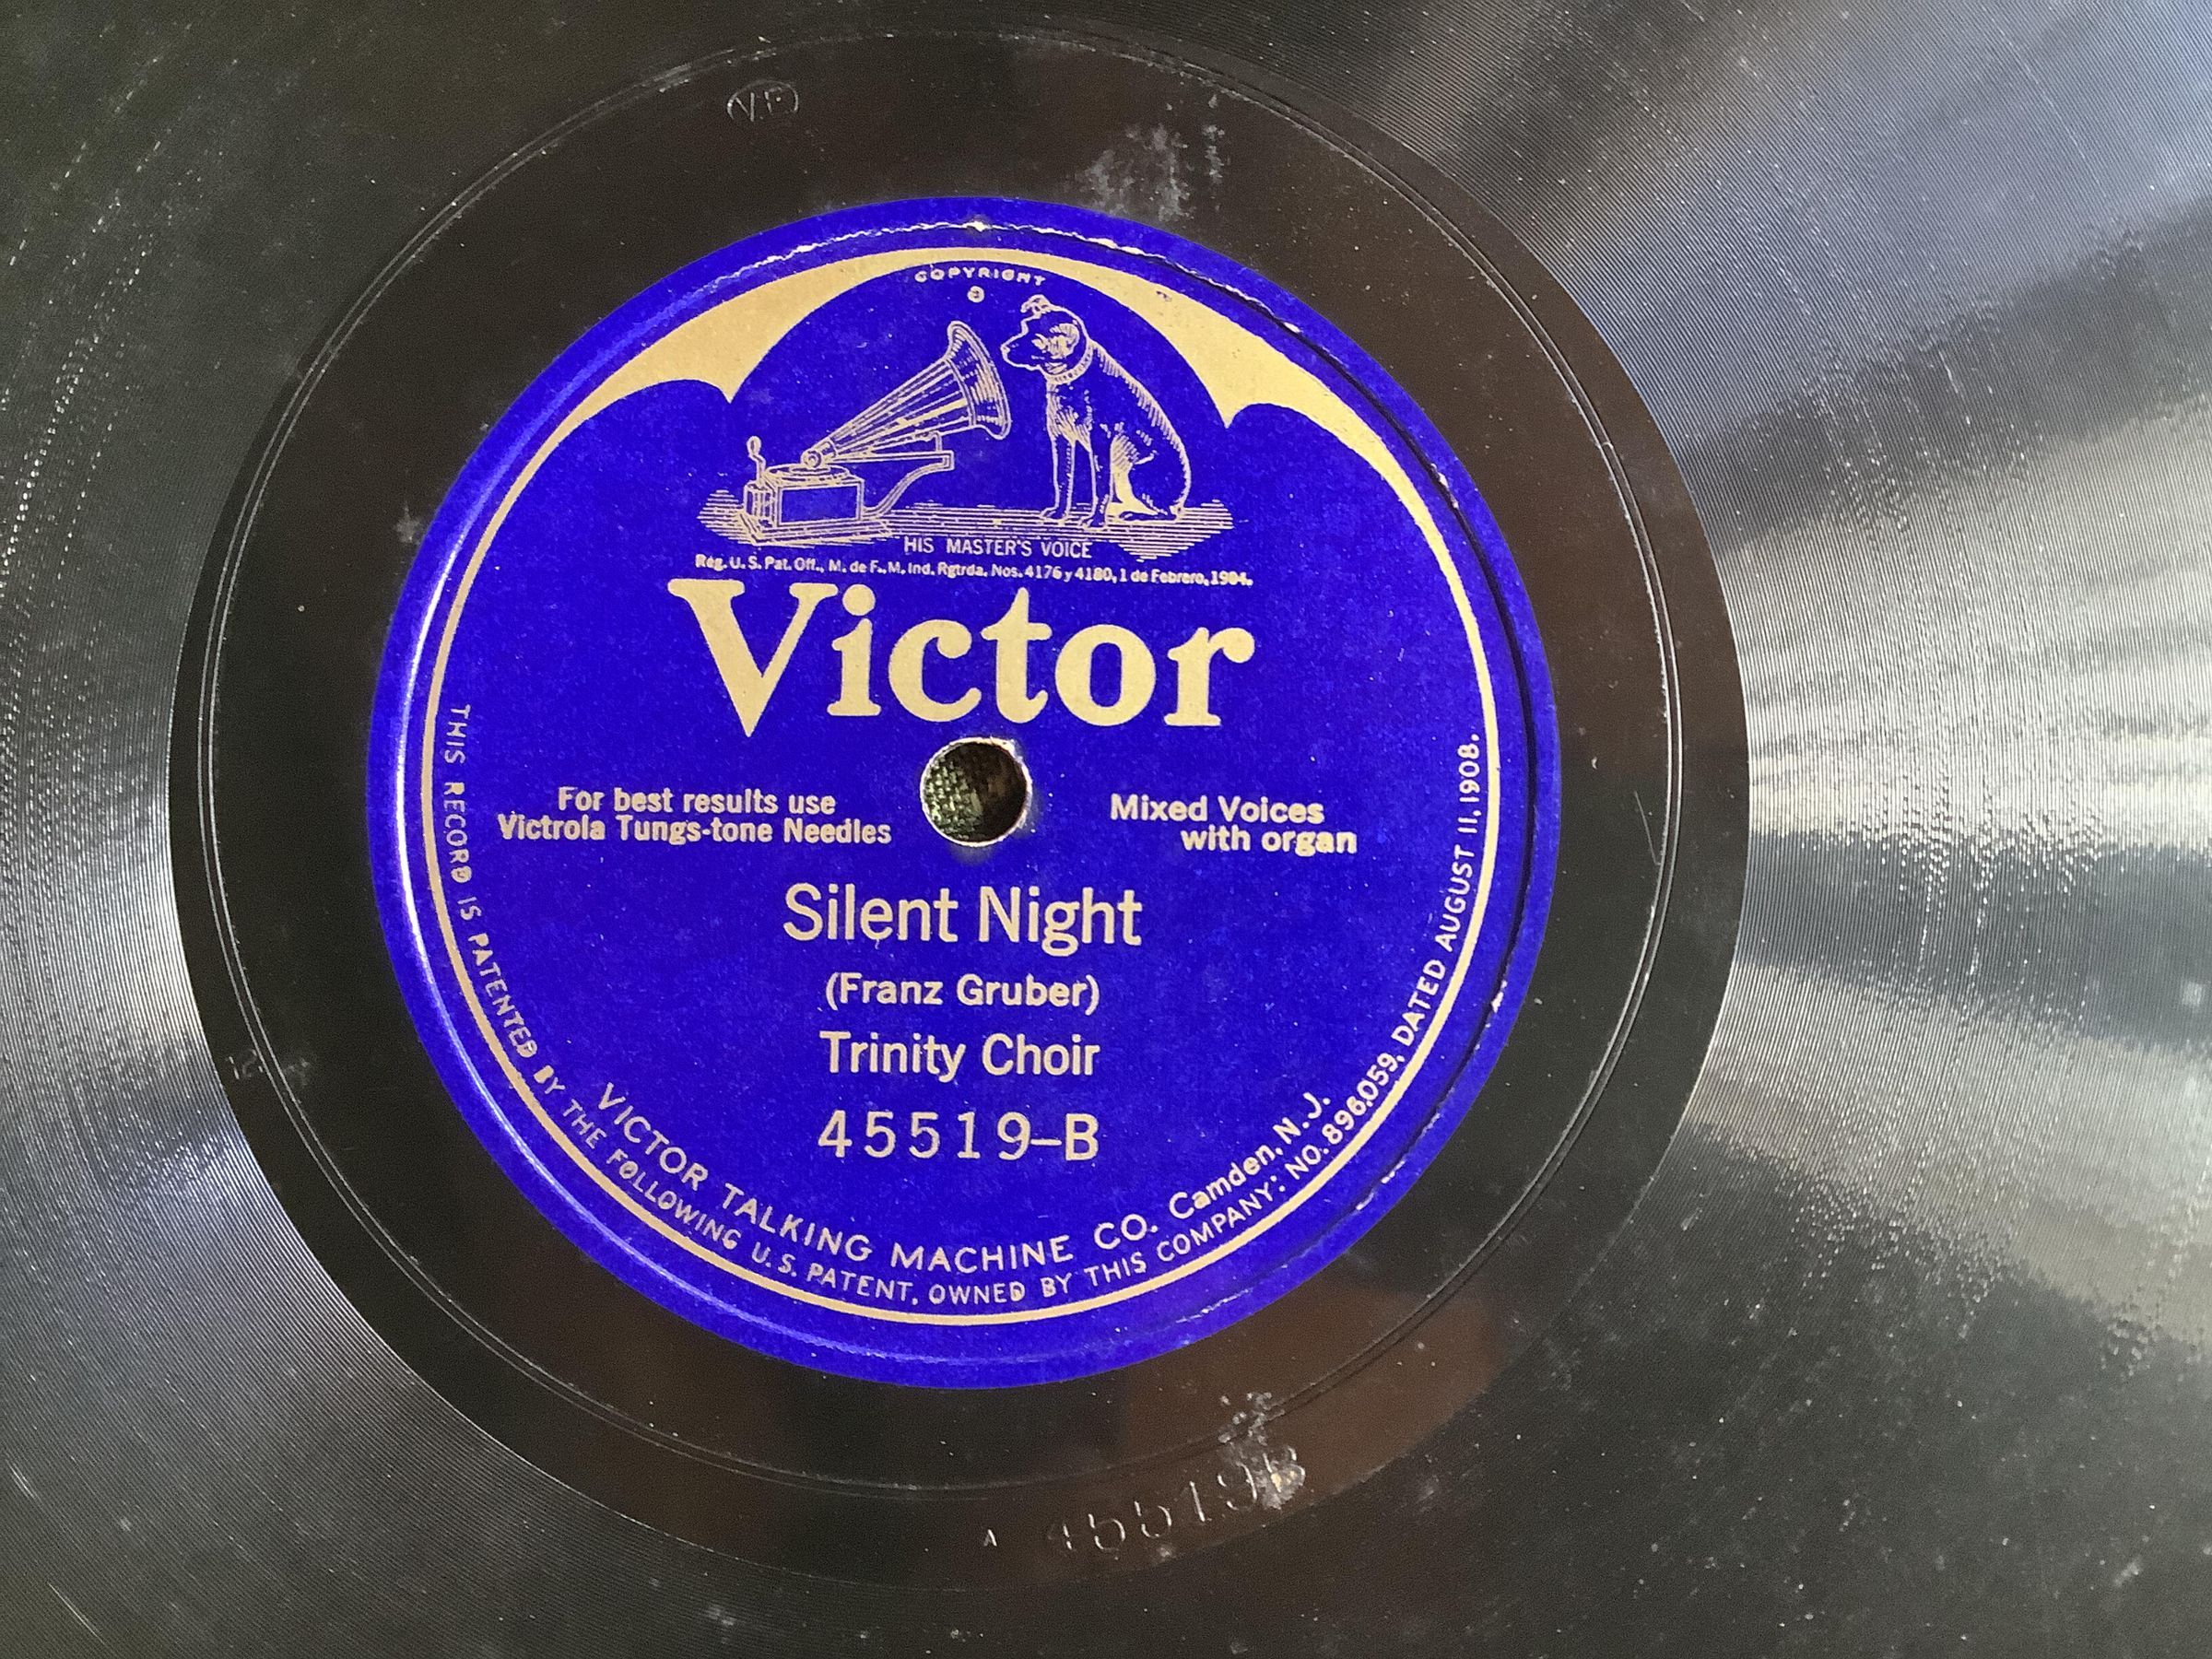 V.E.
COPYRIGHT
HIS MASTER'S VOICE
Reg. U. S. Pat. Off., M. de F., M. Ind. Rgtrda. Nos. 4176 y 4180, 1 de Febrero, 1904.
Victor
For best results use
Victrola Tungs-tone Needles
Mixed Voices
with organ
Silent Night
(Franz Gruber)
Trinity Choir
45519-B
VICTOR TALKING MACHINE CO. Camden, N. J.
THIS RECORD IS PATENTED BY THE FOLLOWING U. S. PATENT, OWNED BY THIS COMPANY: NO. 896,059, DATED AUGUST 11, 1908.
12
A 45519B